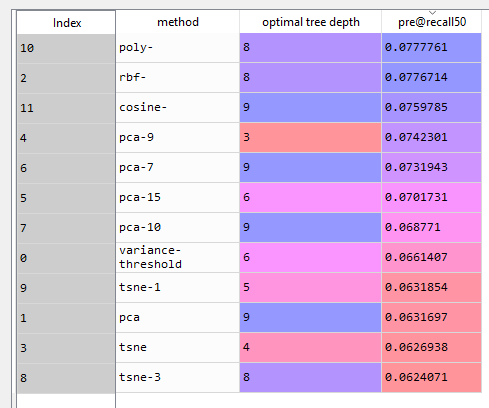 Index method optimal tree depth pre@recall50
10 poly- 8 0.0777761
2 rbf- 8 0.0776714
11 cosine- 9 0.0759785
4 pca-9 3 0.0742301
6 pca-7 9 0.0731943
5 pca-15 6 0.0701731
7 pca-10 9 0.068771
0 variance-
threshold 6 0.0661407
9 tsne-1 5 0.0631854
1 pca 9 0.0631697
3 tsne 4 0.0626938
8 tsne-3 8 0.0624071